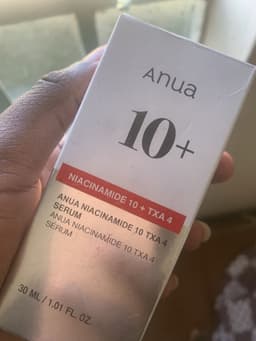 Anua
10+
NIACINAMIDE 10 + TXA 4
ANUA NIACINAMIDE 10 TXA 4
SERUM
ANUA NIACINAMIDE 10 TXA 4
SERUM
30 ML / 1.01 FL. OZ.